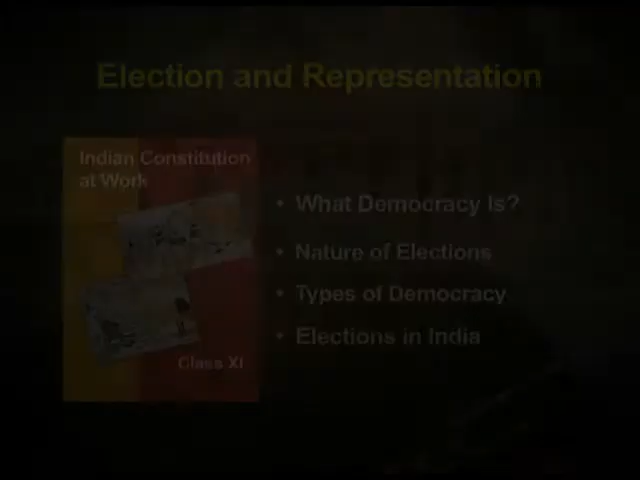 Election and Representation
Indian Constitution
at Work
Class XI
• What Democracy Is?
• Nature of Elections
• Types of Democracy
• Elections in India